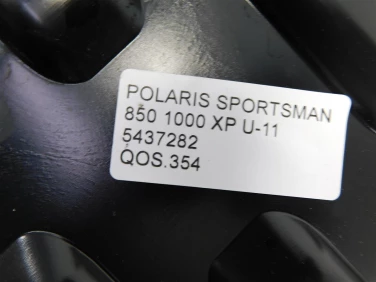 POLARIS SPORTSMAN
850 1000 XP U-11
5437282
QOS.354